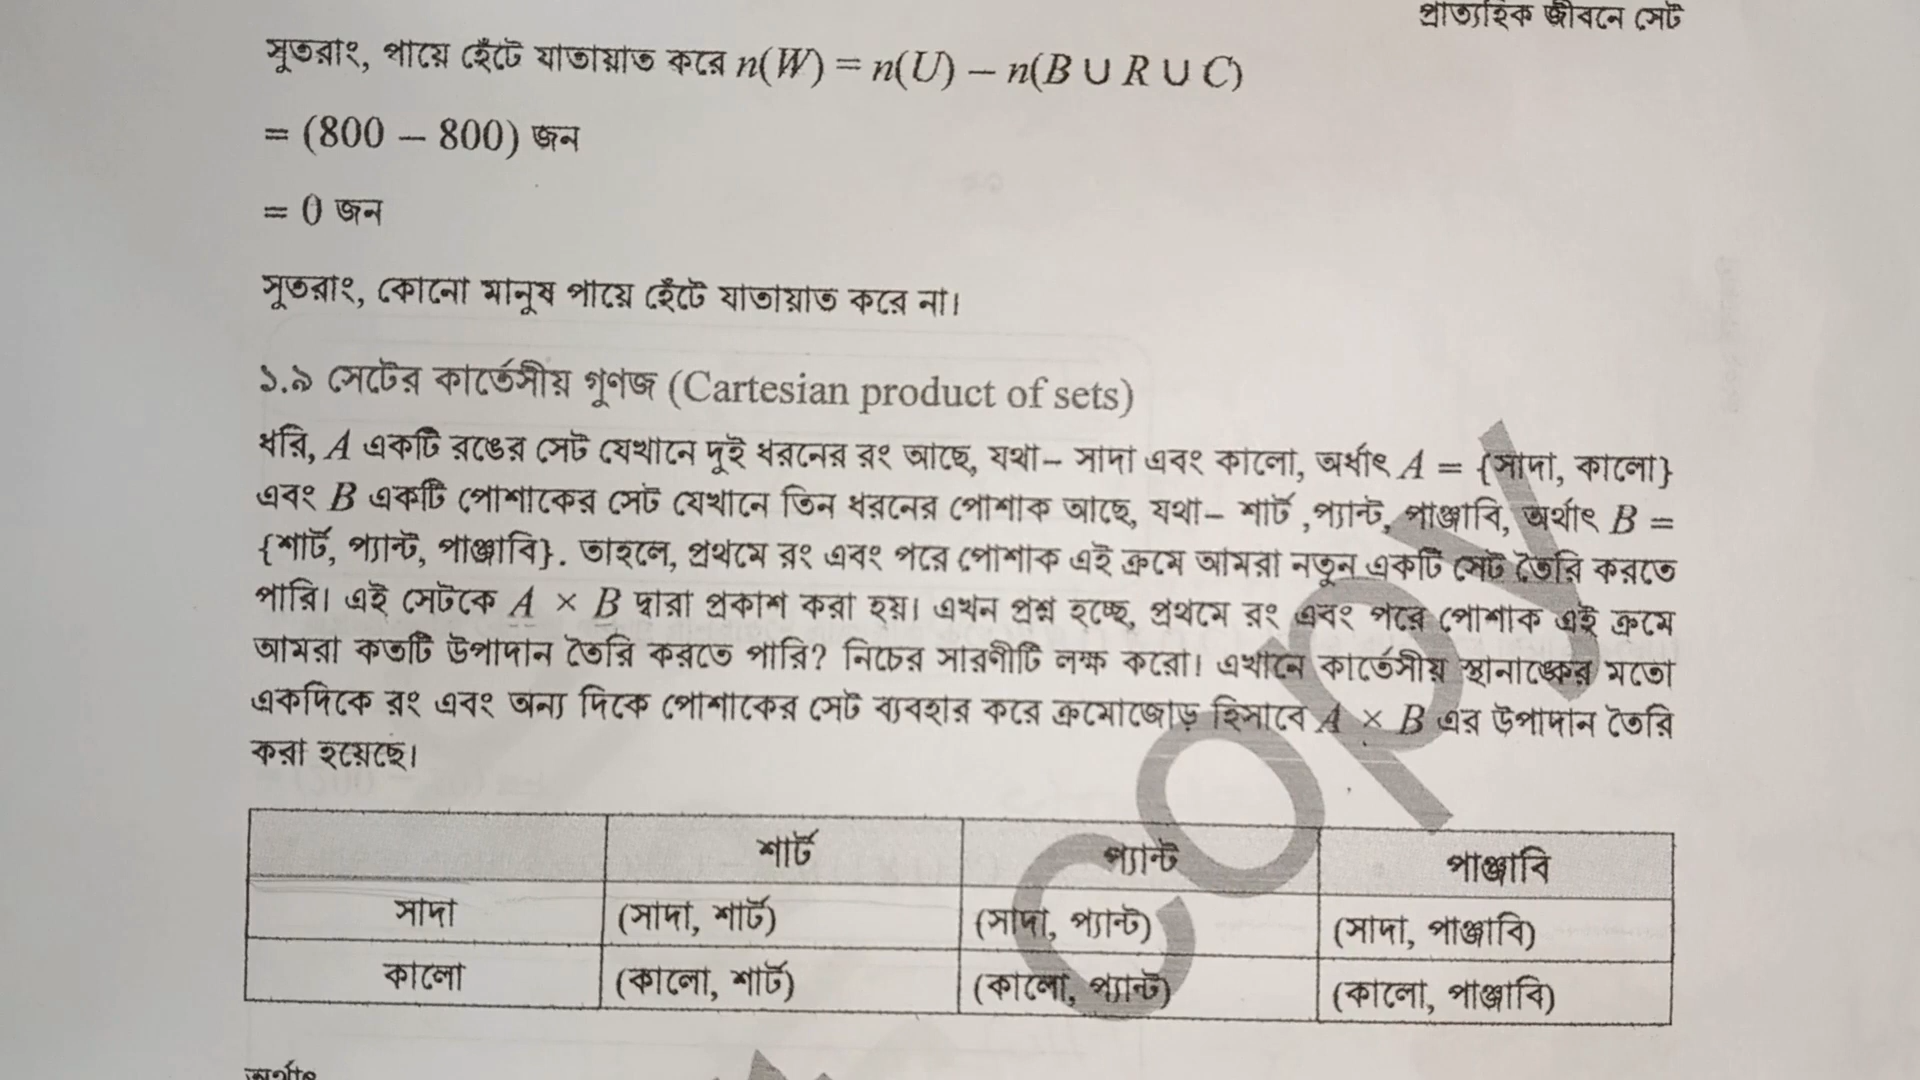 প্রাত্যহিক জীবনে সেট
সুতরাং, পায়ে হেঁটে যাতায়াত করে n(W) = n(U) – n(B ∪ R ∪ C)
= (800 – 800) জন
= 0 জন
সুতরাং, কোনো মানুষ পায়ে হেঁটে যাতায়াত করে না।
১.৯ সেটের কার্তেসীয় গুণজ (Cartesian product of sets)
ধরি, A একটি রঙের সেট যেখানে দুই ধরনের রং আছে, যথা– সাদা এবং কালো, অর্থাৎ A = {সাদা, কালো}
এবং B একটি পোশাকের সেট যেখানে তিন ধরনের পোশাক আছে, যথা– শার্ট ,প্যান্ট, পাঞ্জাবি, অর্থাৎ B =
{শার্ট, প্যান্ট, পাঞ্জাবি}. তাহলে, প্রথমে রং এবং পরে পোশাক এই ক্রমে আমরা নতুন একটি সেট তৈরি করতে
পারি। এই সেটকে A × B দ্বারা প্রকাশ করা হয়। এখন প্রশ্ন হচ্ছে, প্রথমে রং এবং পরে পোশাক এই ক্রমে
আমরা কতটি উপাদান তৈরি করতে পারি? নিচের সারণীটি লক্ষ করো। এখানে কার্তেসীয় স্থানাঙ্কের মতো
একদিকে রং এবং অন্য দিকে পোশাকের সেট ব্যবহার করে ক্রমোজোড় হিসাবে A × B এর উপাদান তৈরি
করা হয়েছে।
শার্ট প্যান্ট পাঞ্জাবি
সাদা (সাদা, শার্ট) (সাদা, প্যান্ট) (সাদা, পাঞ্জাবি)
কালো (কালো, শার্ট) (কালো, প্যান্ট) (কালো, পাঞ্জাবি)
অর্থাৎ
copy